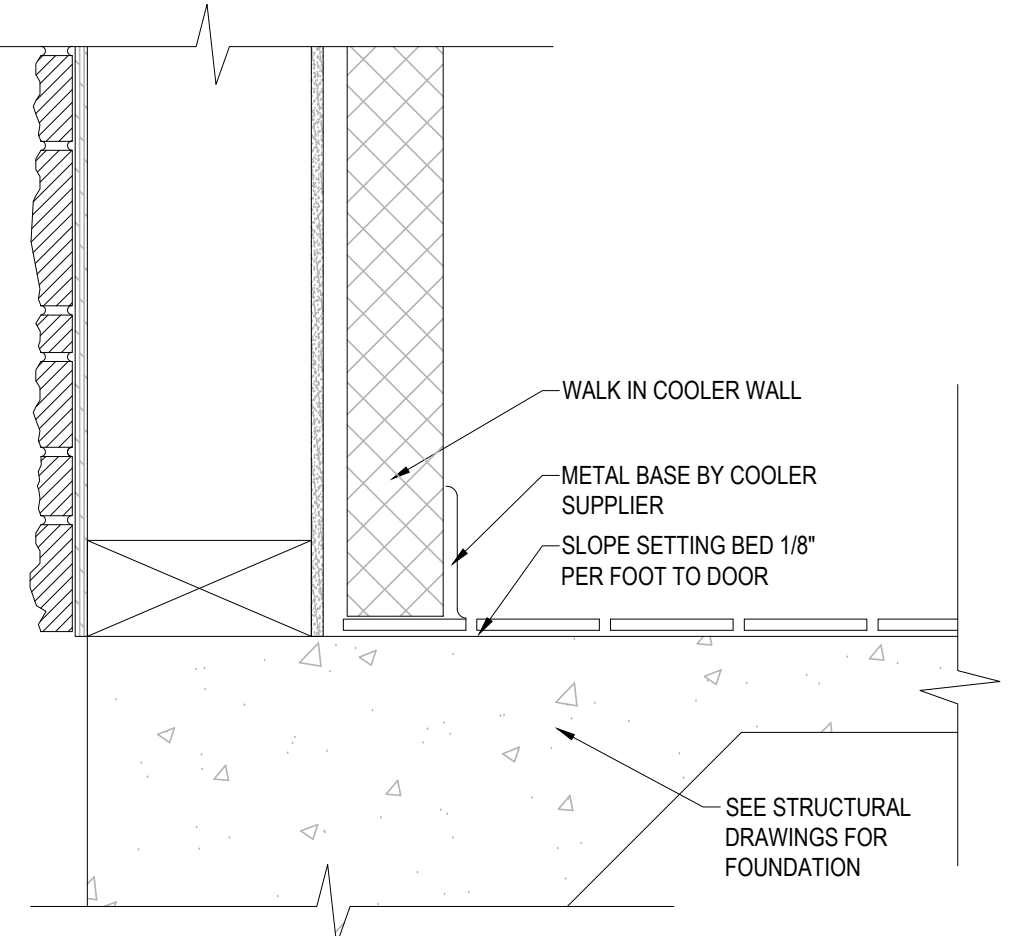 WALK IN COOLER WALL
METAL BASE BY COOLER
SUPPLIER
SLOPE SETTING BED 1/8"
PER FOOT TO DOOR
SEE STRUCTURAL
DRAWINGS FOR
FOUNDATION